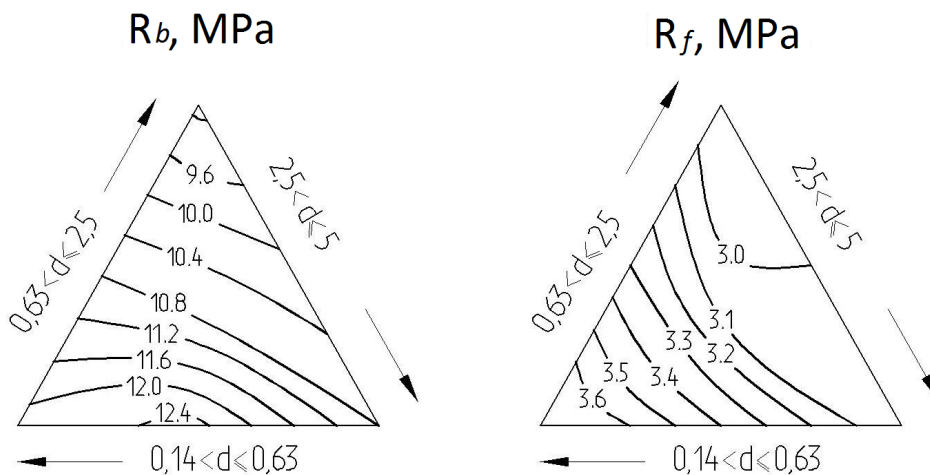 Rb, MPa
0,63<d⩽2,5
2,5<d⩽5
9.6
10.0
10.4
10.8
11.2
11.6
12.0
12.4
0,14<d⩽0,63
Rf, MPa
0,63<d⩽2,5
2,5<d⩽5
3.0
3.1
3.2
3.3
3.4
3.5
3.6
0,14<d⩽0,63